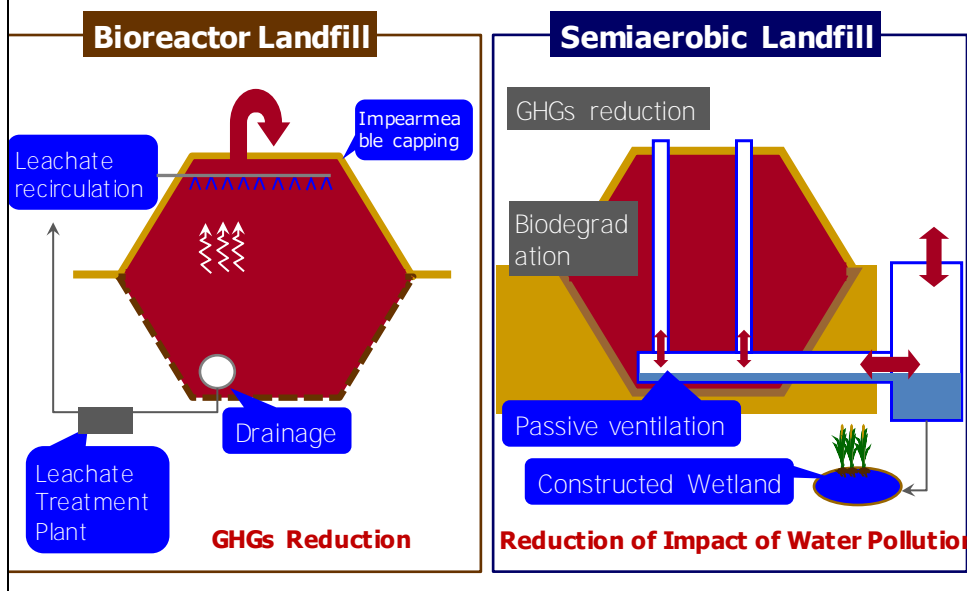 Bioreactor Landfill
Impearmea
ble capping
Leachate
recirculation
Drainage
Leachate
Treatment
Plant
GHGs Reduction
Semiaerobic Landfill
GHGs reduction
Biodegrad
ation
Passive ventilation
Constructed Wetland
Reduction of Impact of Water Pollution